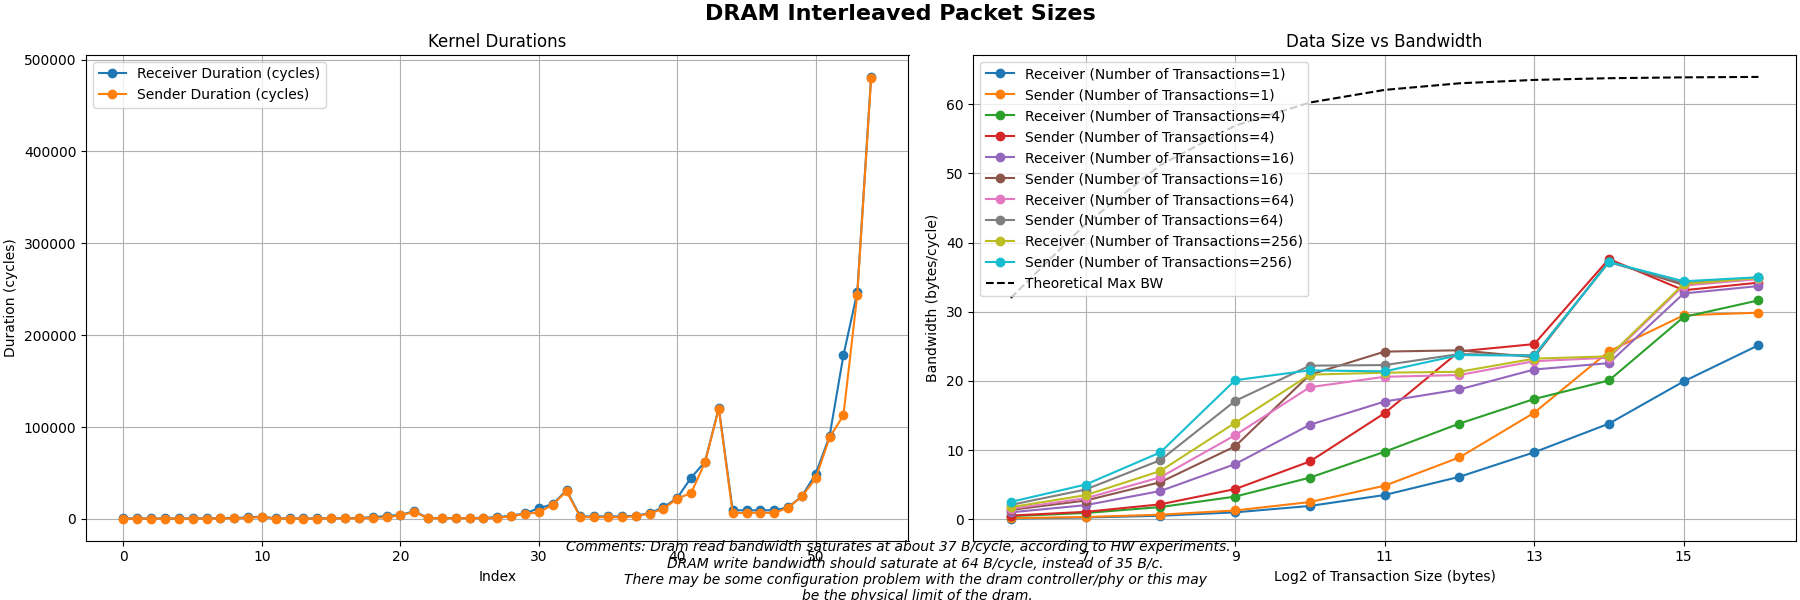 DRAM Interleaved Packet Sizes
Kernel Durations
Receiver Duration (cycles)
Sender Duration (cycles)
500000
400000
300000
200000
100000
0
Duration (cycles)
0
10
20
30
40
50
Index
Data Size vs Bandwidth
Receiver (Number of Transactions=1)
Sender (Number of Transactions=1)
Receiver (Number of Transactions=4)
Sender (Number of Transactions=4)
Receiver (Number of Transactions=16)
Sender (Number of Transactions=16)
Receiver (Number of Transactions=64)
Sender (Number of Transactions=64)
Receiver (Number of Transactions=256)
Sender (Number of Transactions=256)
Theoretical Max BW
60
50
40
30
20
10
0
Bandwidth (bytes/cycle)
7
9
11
13
15
Log2 of Transaction Size (bytes)
Comments: Dram read bandwidth saturates at about 37 B/cycle, according to HW experiments.
DRAM write bandwidth should saturate at 64 B/cycle, instead of 35 B/c.
There may be some configuration problem with the dram controller/phy or this may
be the physical limit of the dram.